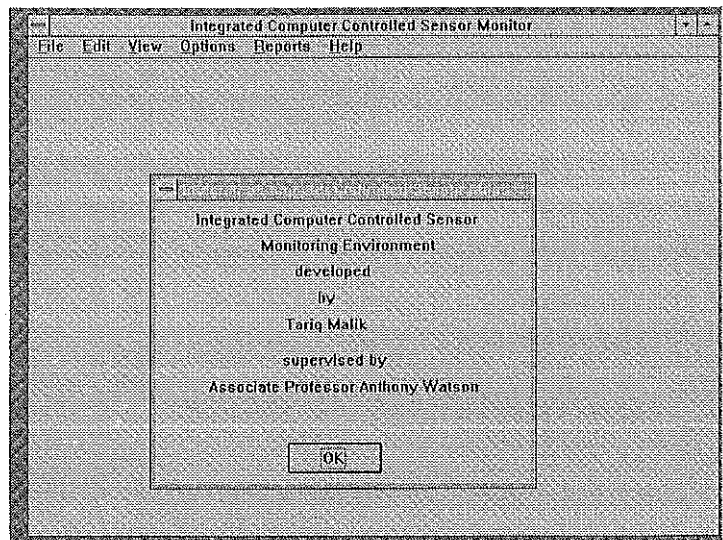 Integrated Computer Controlled Sensor Monitor
File Edit View Options Reports Help
Integrated Computer Controlled Sensor
Monitoring Environment
developed
by
Tariq Malik
supervised by
Associate Professor Anthony Watson
OK